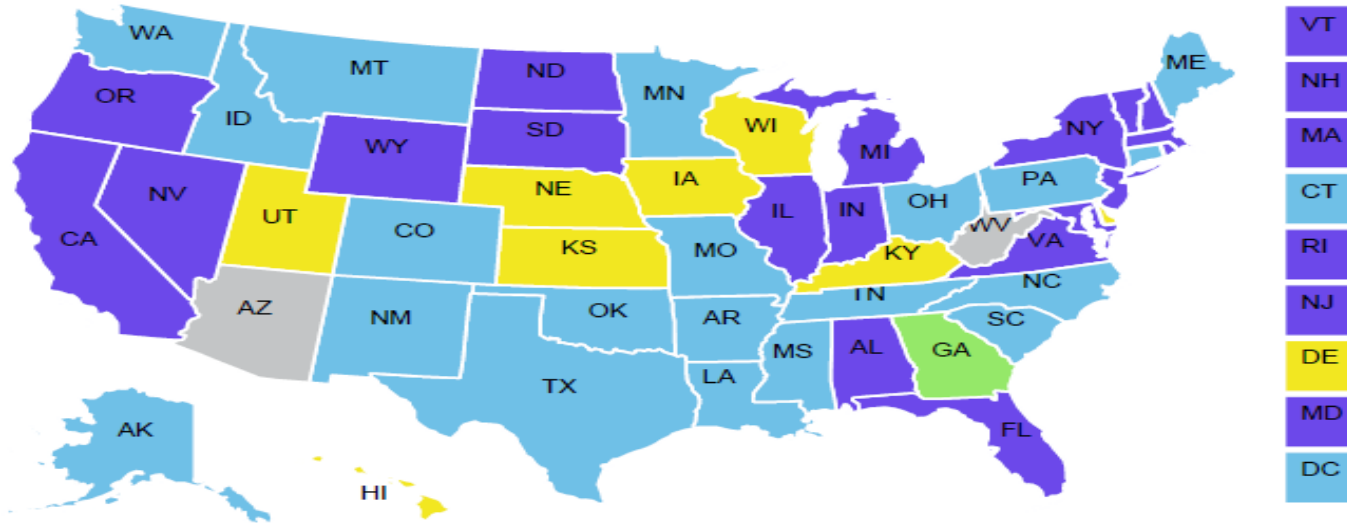 WA
MT
ND
MN
ME
VT
OR
ID
SD
WI
NY
NH
WY
MI
MA
NV
UT
NE
IA
IL
IN
OH
PA
CT
CA
CO
KS
MO
KY
WV
VA
RI
AZ
NM
OK
AR
TN
NC
SC
NJ
TX
LA
MS
AL
GA
DE
AK
HI
FL
MD
DC